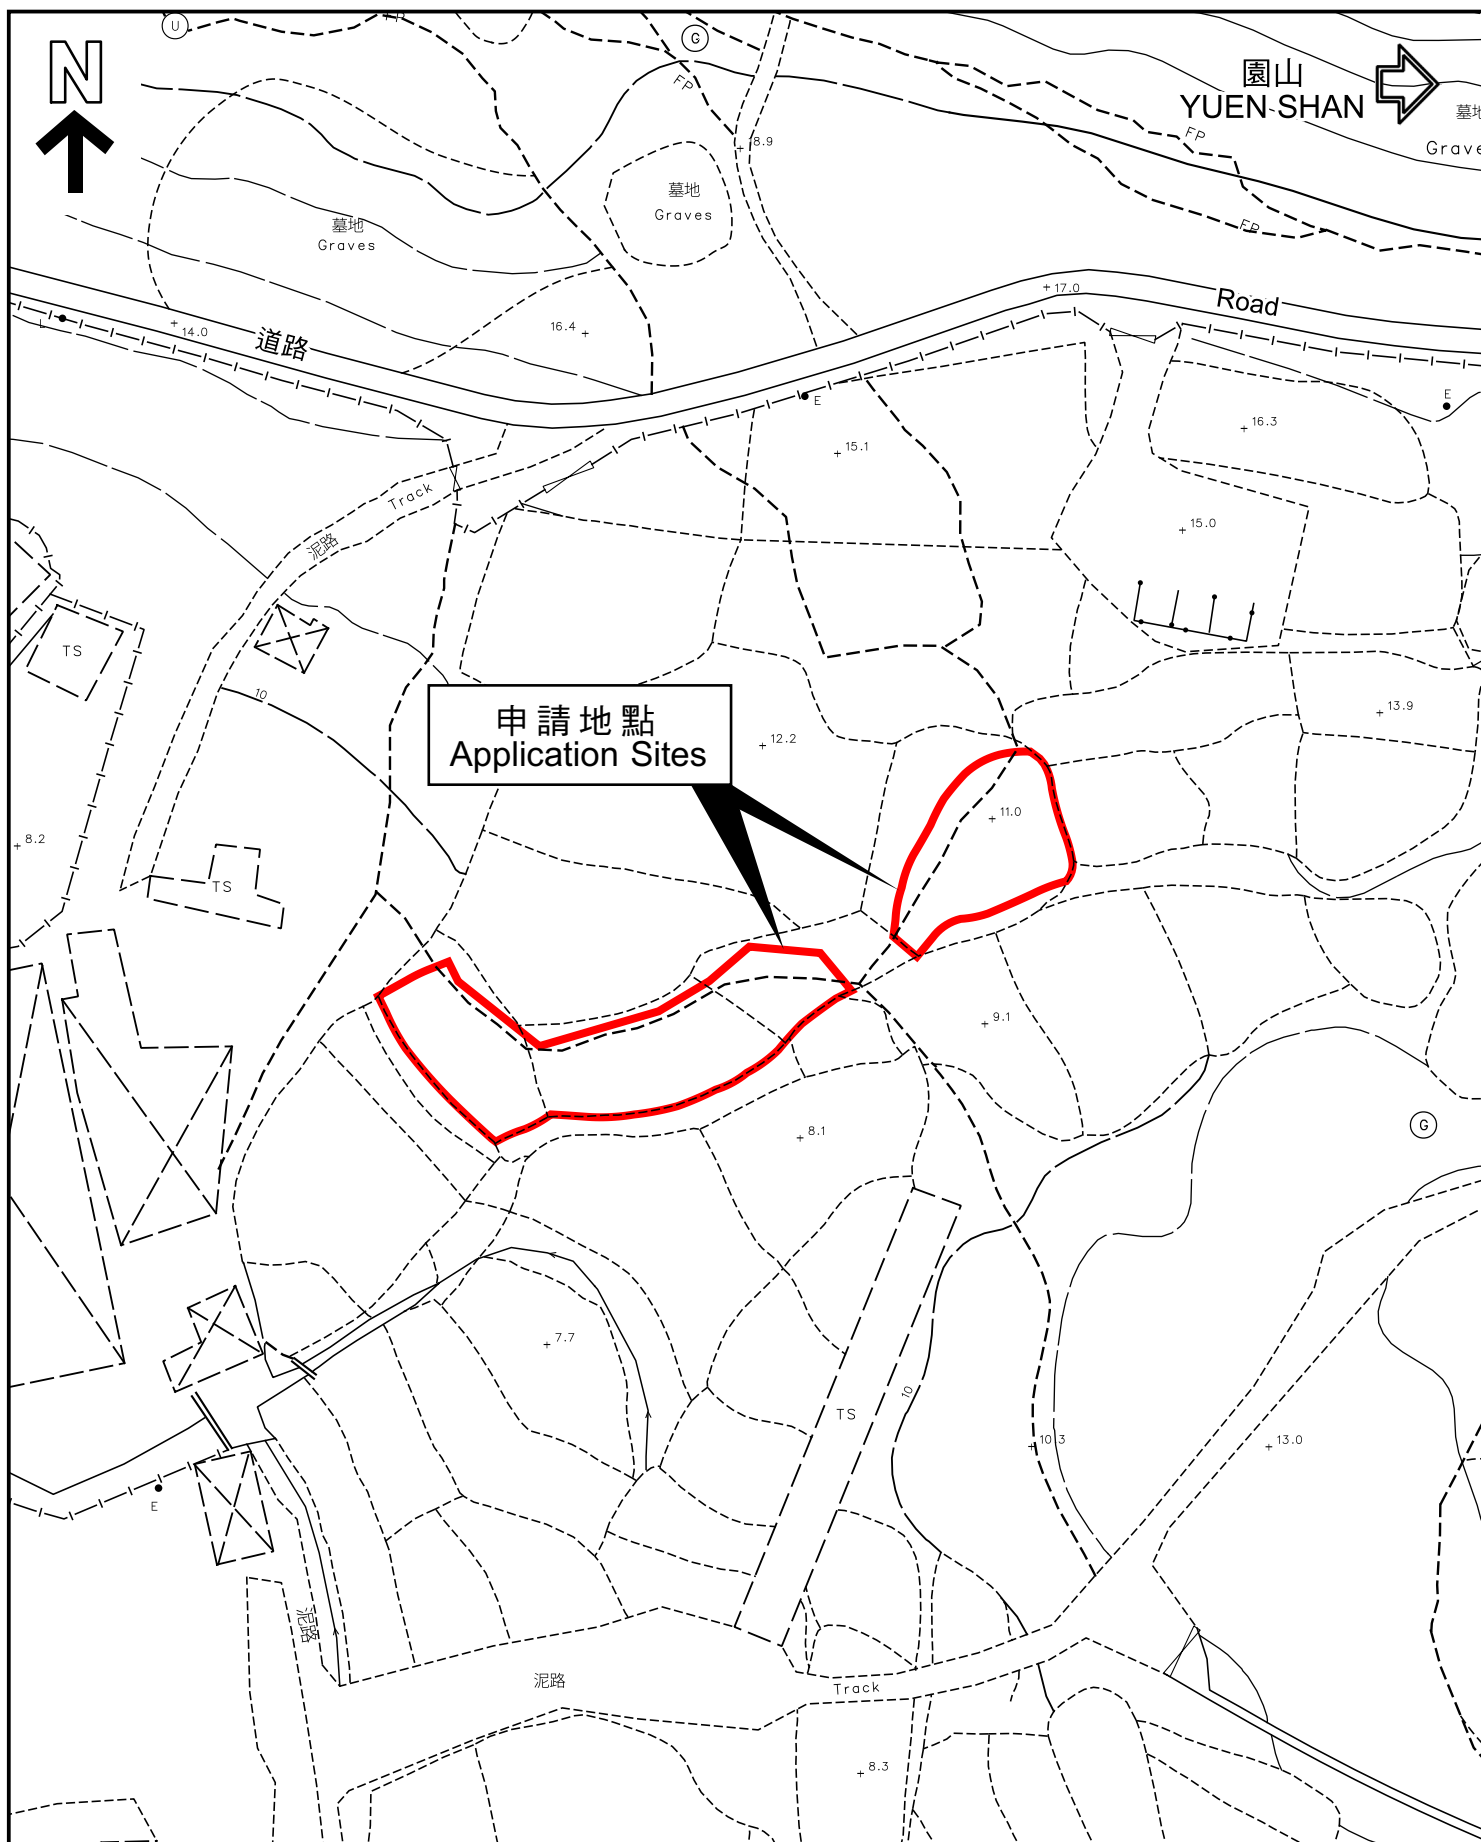 FP
U
G
N
園山
YUEN SHAN
FP
墓地
Graves
FP
18.9
墓地
Graves
墓地
Graves
FP
17.0
Road
L
14.0
道路
16.4
E
E
16.3
15.1
Track
泥路
15.0
TS
10
申請地點
Application Sites
13.9
12.2
11.0
8.2
TS
9.1
G
8.1
7.7
10
TS
10.3
13.0
E
泥路
泥路
Track
8.3